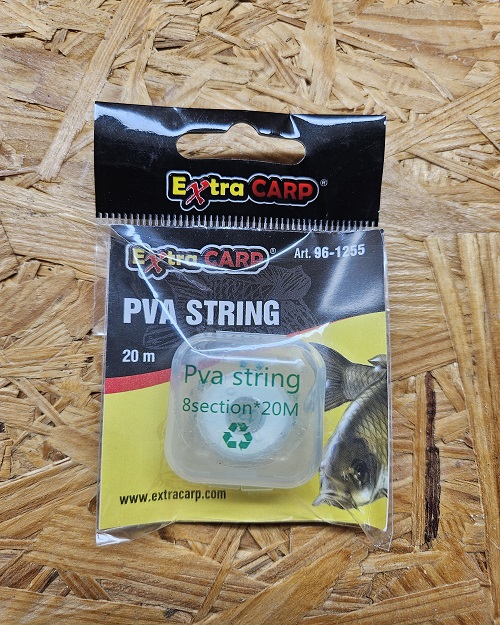 Extra CARP®
Extra CARP® Art. 96-1255
PVA STRING
20 m
Pva string
8section*20M
www.extracarp.com